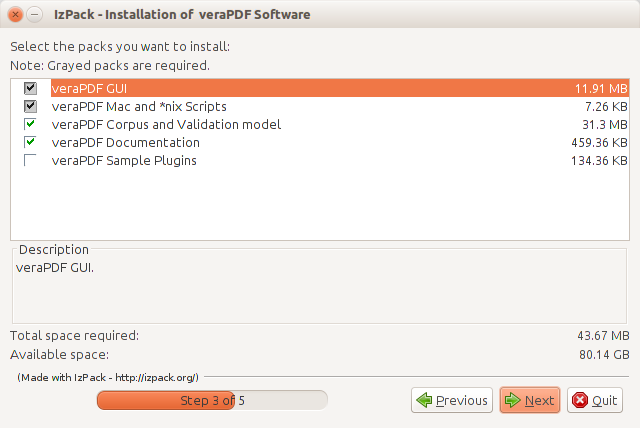 IzPack - Installation of  veraPDF Software
Select the packs you want to install:
Note: Grayed packs are required.
veraPDF GUI 11.91 MB
veraPDF Mac and *nix Scripts 7.26 KB
veraPDF Corpus and Validation model 31.3 MB
veraPDF Documentation 459.36 KB
veraPDF Sample Plugins 134.36 KB
Description
veraPDF GUI.
Total space required: 43.67 MB
Available space: 80.14 GB
(Made with IzPack - http://izpack.org/)
Step 3 of 5 Previous Next Quit